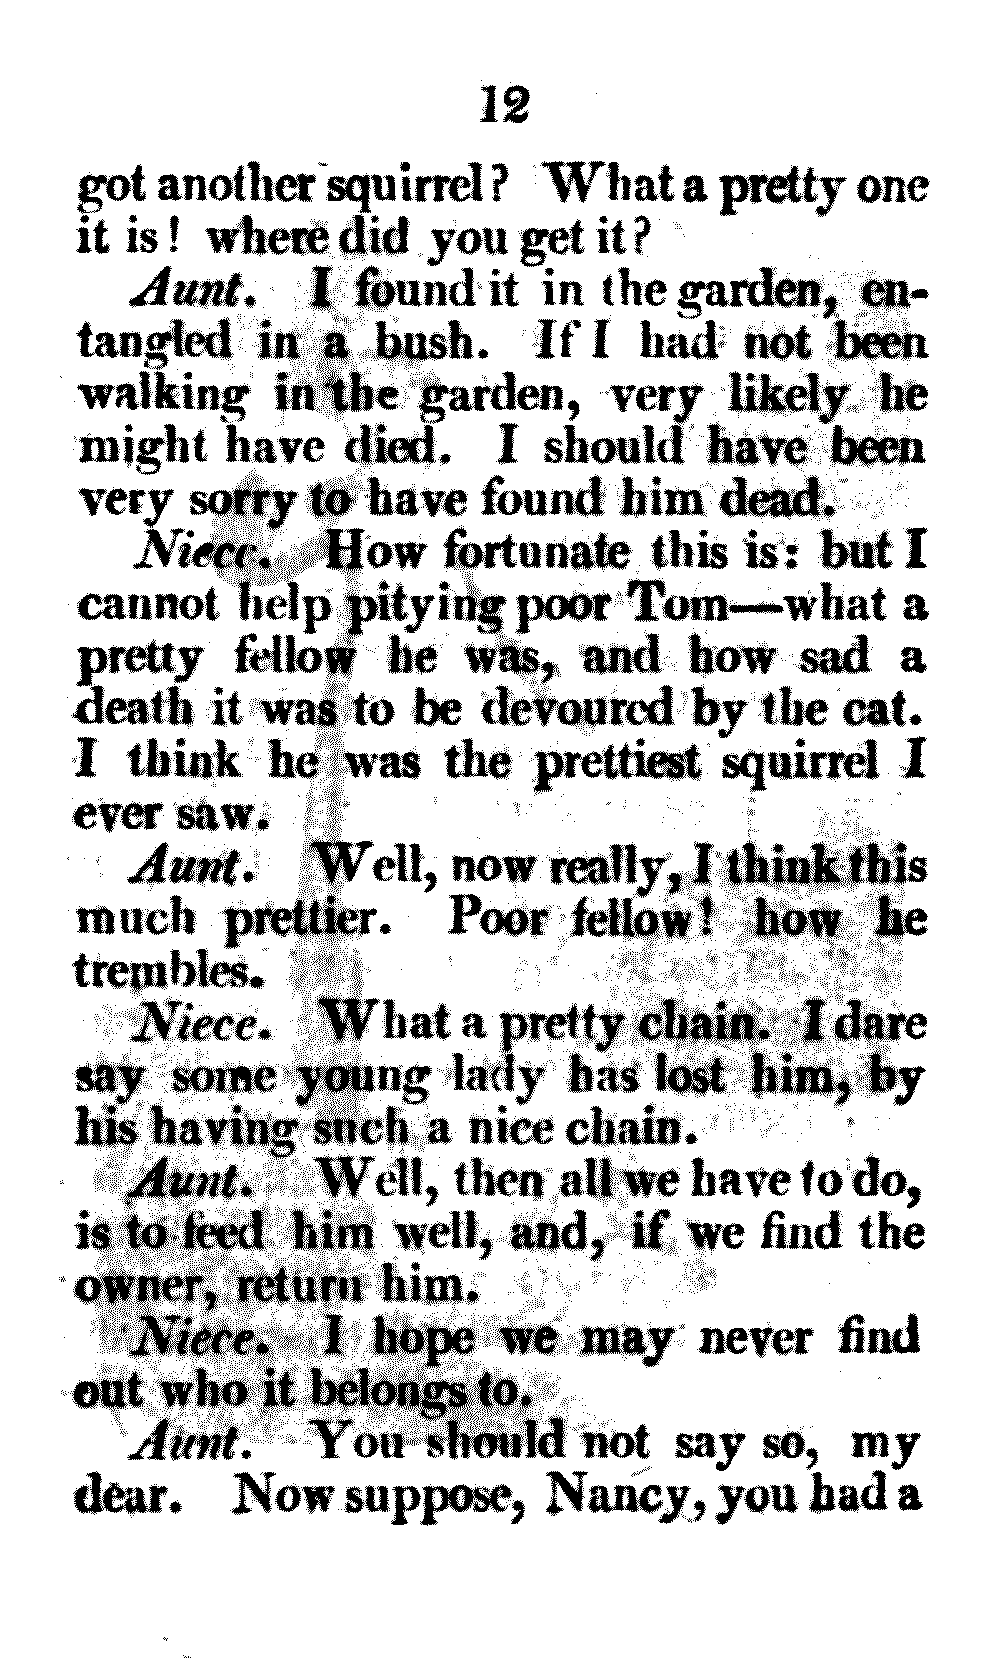 12
got another squirrel? What a pretty one
it is! where did you get it?
Aunt. I found it in the garden, en-
tangled in a bush. If I had not been
walking in the garden, very likely he
might have died. I should have been
very sorry to have found him dead.
Niece. How fortunate this is: but I
cannot help pitying poor Tom—what a
pretty fellow he was, and how sad a
death it was to be devoured by the cat.
I think he was the prettiest squirrel I
ever saw.
Aunt. Well, now really, I think this
much prettier. Poor fellow! how he
trembles.
Niece. What a pretty chain. I dare
say some young lady has lost him, by
his having such a nice chain.
Aunt. Well, then all we have to do,
is to feed him well, and, if we find the
owner, return him.
Niece. I hope we may never find
out who it belongs to.
Aunt. You should not say so, my
dear. Now suppose, Nancy, you had a